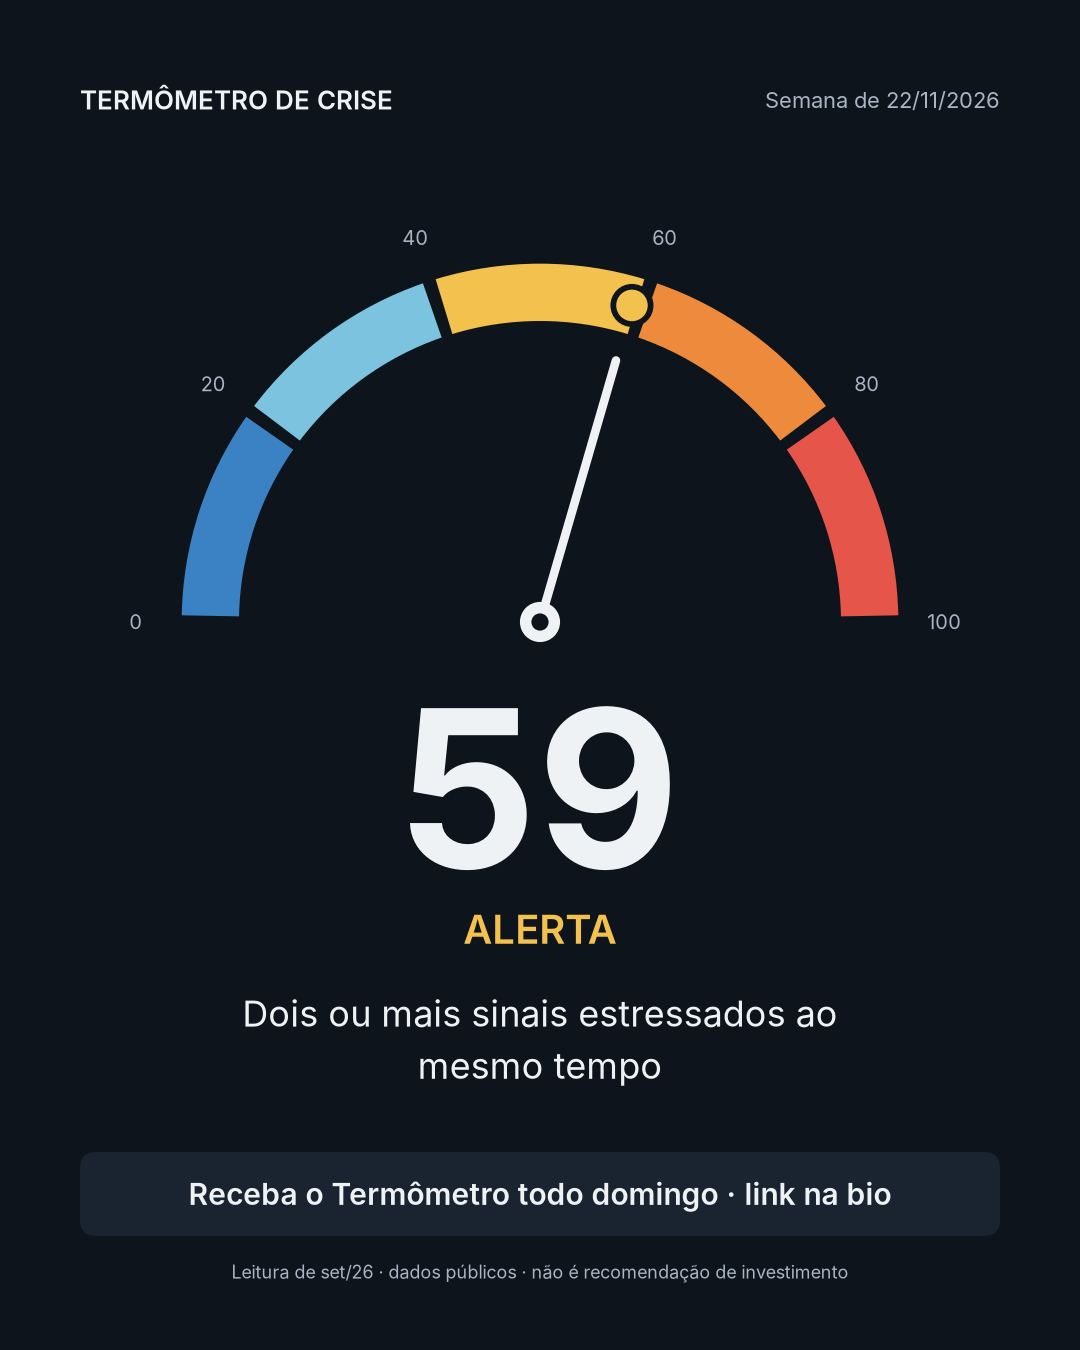 TERMÔMETRO DE CRISE
Semana de 22/11/2026
40
60
20
80
0
100
59
ALERTA
Dois ou mais sinais estressados ao
mesmo tempo
Receba o Termômetro todo domingo · link na bio
Leitura de set/26 · dados públicos · não é recomendação de investimento